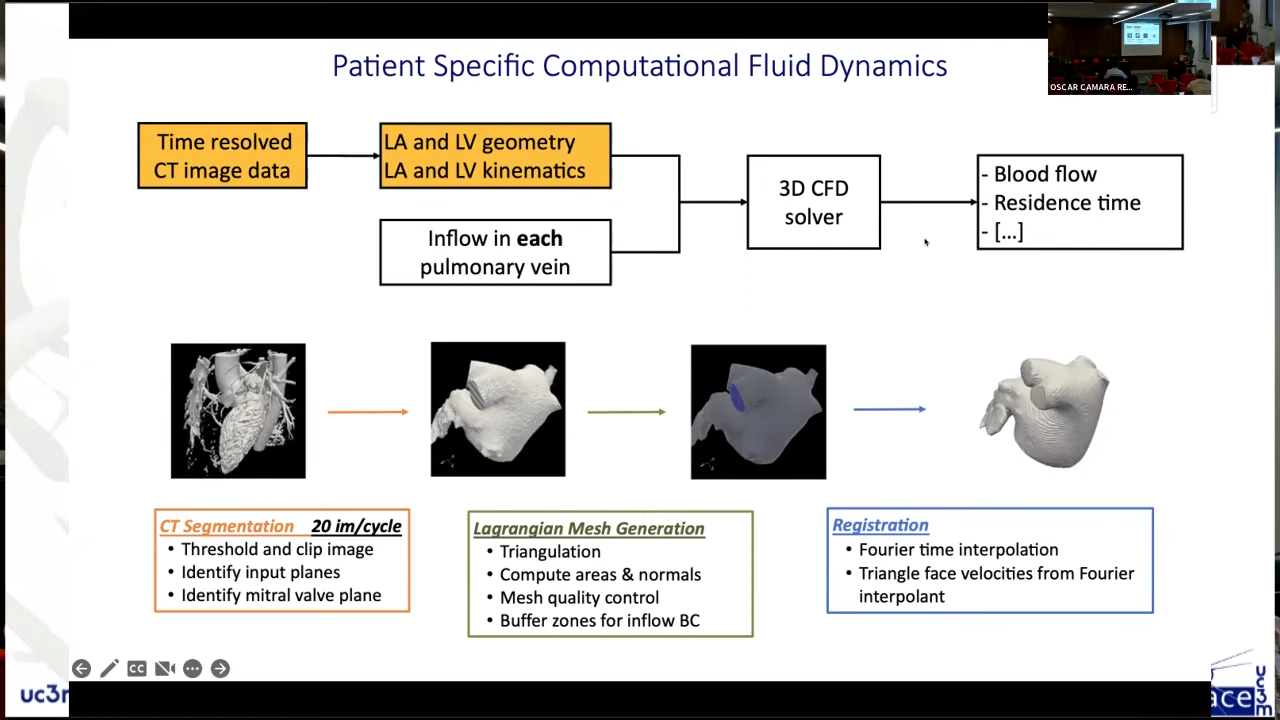 Patient Specific Computational Fluid Dynamics
OSCAR CAMARA RE...
Time resolved
CT image data
LA and LV geometry
LA and LV kinematics
Inflow in each
pulmonary vein
3D CFD
solver
- Blood flow
- Residence time
- [...]
CT Segmentation 20 im/cycle
• Threshold and clip image
• Identify input planes
• Identify mitral valve plane
Lagrangian Mesh Generation
• Triangulation
• Compute areas & normals
• Mesh quality control
• Buffer zones for inflow BC
Registration
• Fourier time interpolation
• Triangle face velocities from Fourier
interpolant
CC
uc3m
ace
uc3m